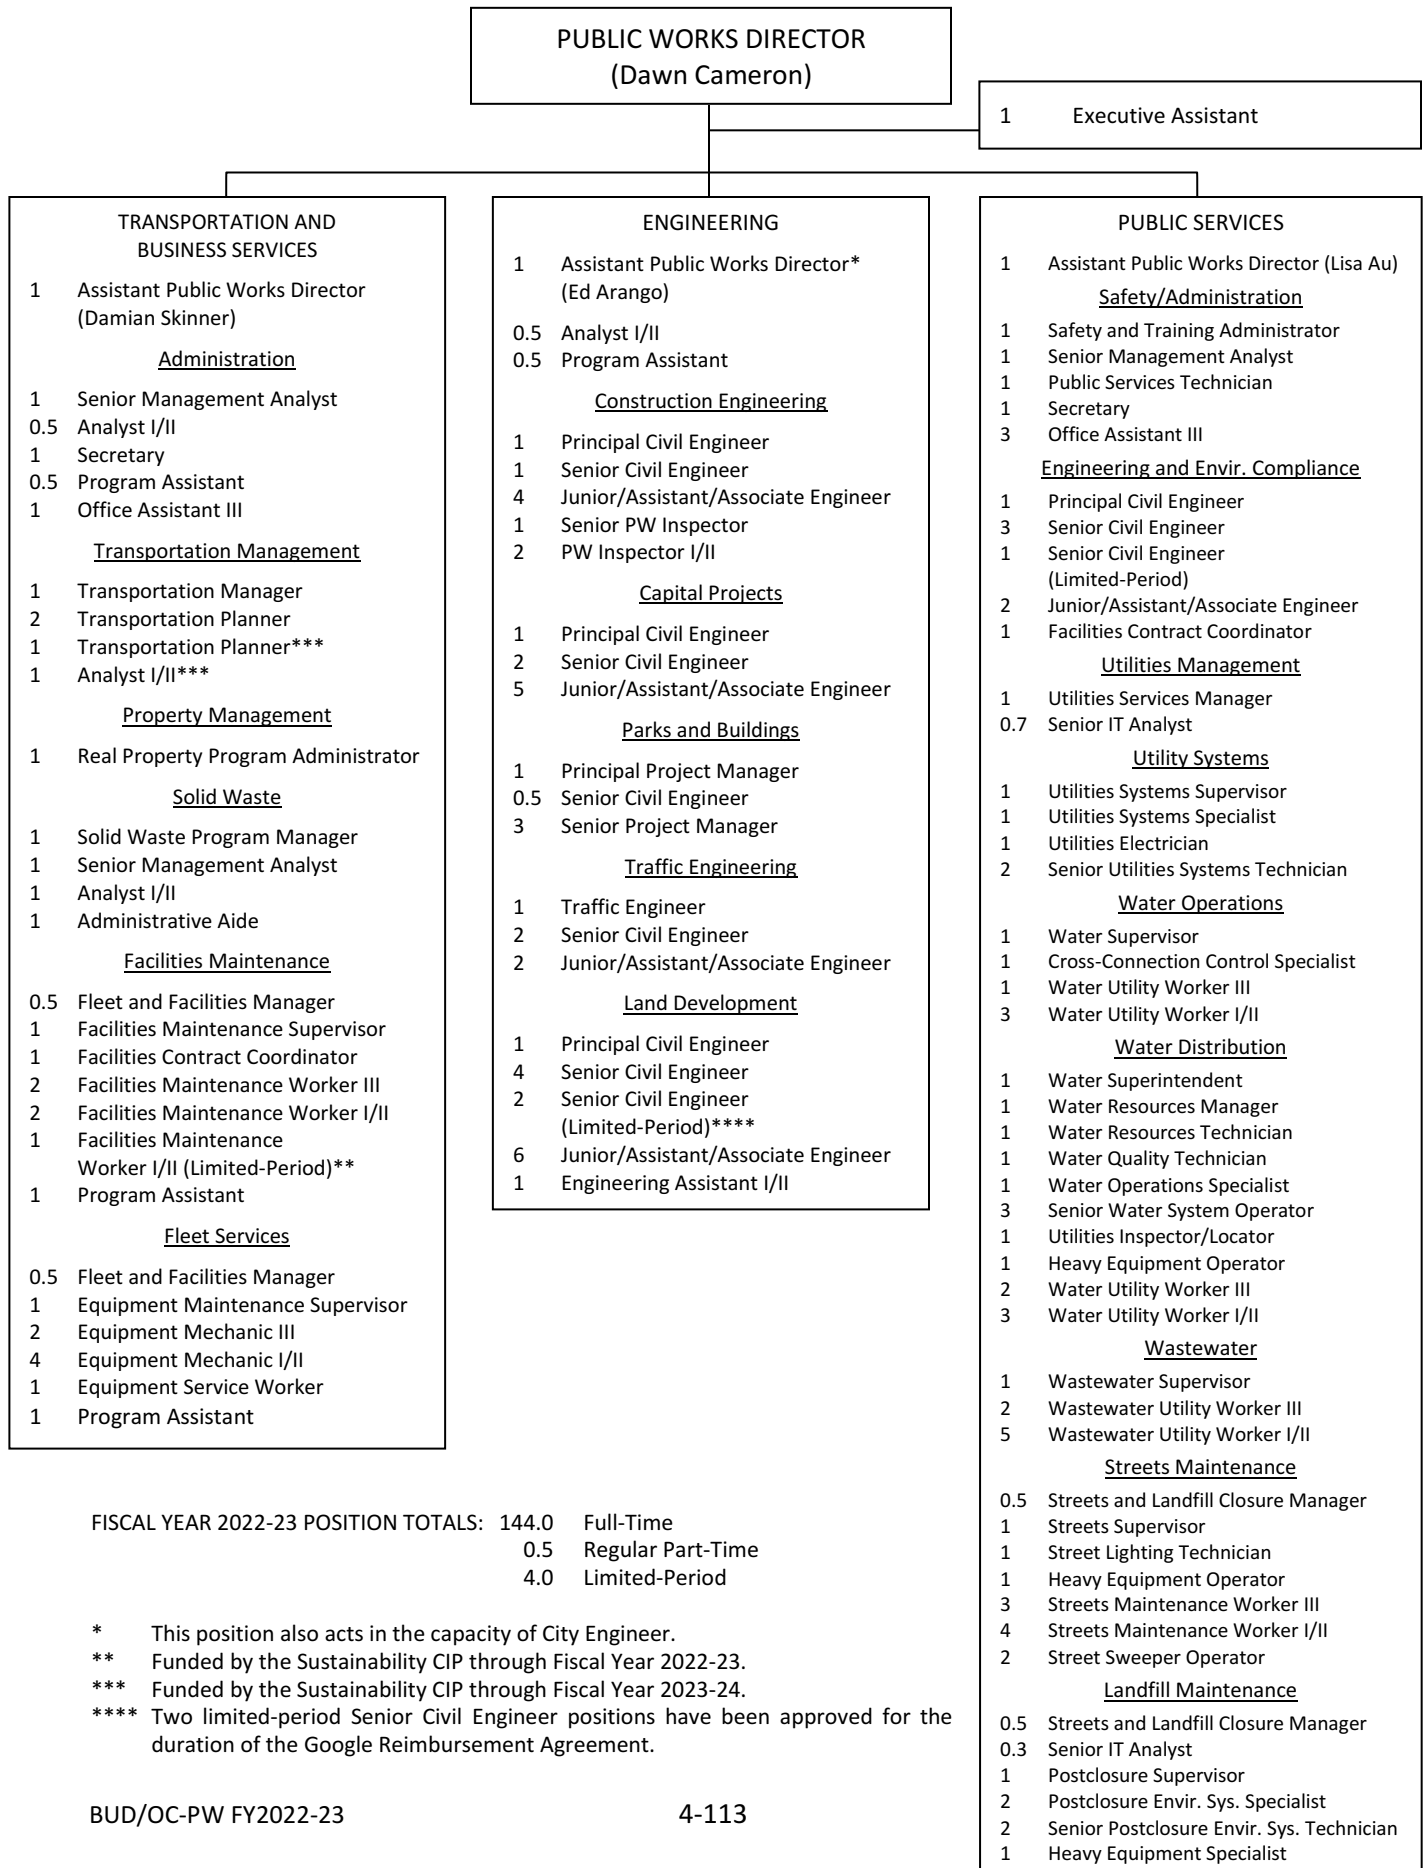 PUBLIC WORKS DIRECTOR
(Dawn Cameron)
1 Executive Assistant
TRANSPORTATION AND
BUSINESS SERVICES
1 Assistant Public Works Director
(Damian Skinner)
Administration
1 Senior Management Analyst
0.5 Analyst I/II
1 Secretary
0.5 Program Assistant
1 Office Assistant III
Transportation Management
1 Transportation Manager
2 Transportation Planner
1 Transportation Planner***
1 Analyst I/II***
Property Management
1 Real Property Program Administrator
Solid Waste
1 Solid Waste Program Manager
1 Senior Management Analyst
1 Analyst I/II
1 Administrative Aide
Facilities Maintenance
0.5 Fleet and Facilities Manager
1 Facilities Maintenance Supervisor
1 Facilities Contract Coordinator
2 Facilities Maintenance Worker III
2 Facilities Maintenance Worker I/II
1 Facilities Maintenance
Worker I/II (Limited-Period)**
1 Program Assistant
Fleet Services
0.5 Fleet and Facilities Manager
1 Equipment Maintenance Supervisor
2 Equipment Mechanic III
4 Equipment Mechanic I/II
1 Equipment Service Worker
1 Program Assistant
ENGINEERING
1 Assistant Public Works Director*
(Ed Arango)
0.5 Analyst I/II
0.5 Program Assistant
Construction Engineering
1 Principal Civil Engineer
1 Senior Civil Engineer
4 Junior/Assistant/Associate Engineer
1 Senior PW Inspector
2 PW Inspector I/II
Capital Projects
1 Principal Civil Engineer
2 Senior Civil Engineer
5 Junior/Assistant/Associate Engineer
Parks and Buildings
1 Principal Project Manager
0.5 Senior Civil Engineer
3 Senior Project Manager
Traffic Engineering
1 Traffic Engineer
2 Senior Civil Engineer
2 Junior/Assistant/Associate Engineer
Land Development
1 Principal Civil Engineer
4 Senior Civil Engineer
2 Senior Civil Engineer
(Limited-Period)****
6 Junior/Assistant/Associate Engineer
1 Engineering Assistant I/II
PUBLIC SERVICES
1 Assistant Public Works Director (Lisa Au)
Safety/Administration
1 Safety and Training Administrator
1 Senior Management Analyst
1 Public Services Technician
1 Secretary
3 Office Assistant III
Engineering and Envir. Compliance
1 Principal Civil Engineer
3 Senior Civil Engineer
1 Senior Civil Engineer
(Limited-Period)
2 Junior/Assistant/Associate Engineer
1 Facilities Contract Coordinator
Utilities Management
1 Utilities Services Manager
0.7 Senior IT Analyst
Utility Systems
1 Utilities Systems Supervisor
1 Utilities Systems Specialist
1 Utilities Electrician
2 Senior Utilities Systems Technician
Water Operations
1 Water Supervisor
1 Cross-Connection Control Specialist
1 Water Utility Worker III
3 Water Utility Worker I/II
Water Distribution
1 Water Superintendent
1 Water Resources Manager
1 Water Resources Technician
1 Water Quality Technician
1 Water Operations Specialist
3 Senior Water System Operator
1 Utilities Inspector/Locator
1 Heavy Equipment Operator
2 Water Utility Worker III
3 Water Utility Worker I/II
Wastewater
1 Wastewater Supervisor
2 Wastewater Utility Worker III
5 Wastewater Utility Worker I/II
Streets Maintenance
0.5 Streets and Landfill Closure Manager
1 Streets Supervisor
1 Street Lighting Technician
1 Heavy Equipment Operator
3 Streets Maintenance Worker III
4 Streets Maintenance Worker I/II
2 Street Sweeper Operator
Landfill Maintenance
0.5 Streets and Landfill Closure Manager
0.3 Senior IT Analyst
1 Postclosure Supervisor
2 Postclosure Envir. Sys. Specialist
2 Senior Postclosure Envir. Sys. Technician
1 Heavy Equipment Specialist
FISCAL YEAR 2022-23 POSITION TOTALS: 144.0 Full-Time
0.5 Regular Part-Time
4.0 Limited-Period
* This position also acts in the capacity of City Engineer.
** Funded by the Sustainability CIP through Fiscal Year 2022-23.
*** Funded by the Sustainability CIP through Fiscal Year 2023-24.
**** Two limited-period Senior Civil Engineer positions have been approved for the
duration of the Google Reimbursement Agreement.
BUD/OC-PW FY2022-23 4-113